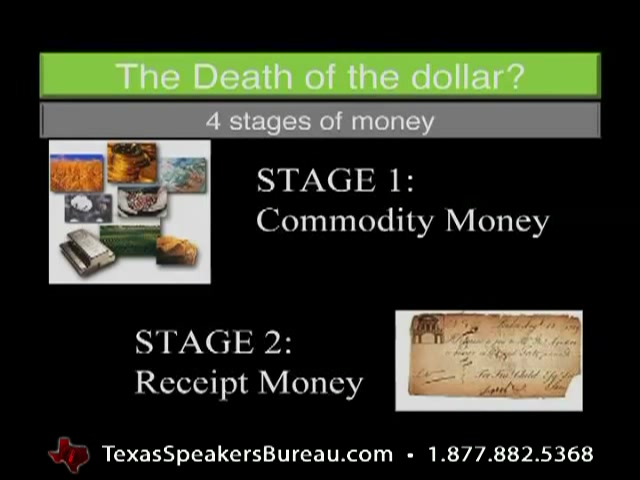 The Death of the dollar?
4 stages of money
STAGE 1:
Commodity Money
STAGE 2:
Receipt Money
TexasSpeakersBureau.com • 1.877.882.5368